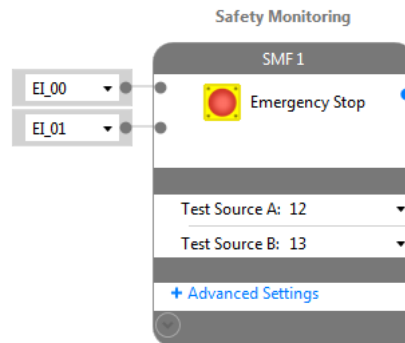 Safety Monitoring
SMF 1
EI_00
Emergency Stop
EI_01
Test Source A: 12
Test Source B: 13
+ Advanced Settings